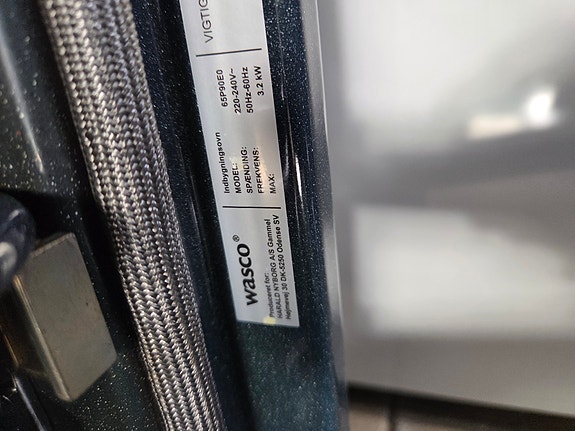 wasco®
Produceret for:
HARALD NYBORG A/S Gammel
Højmevej 30 DK-5250 Odense SV
Indbygningsovn
MODEL: 65P90E0
SPÆNDING: 220-240V~
FREKVENS: 50Hz-60Hz
MAX: 3.2 kW
VIGTIG